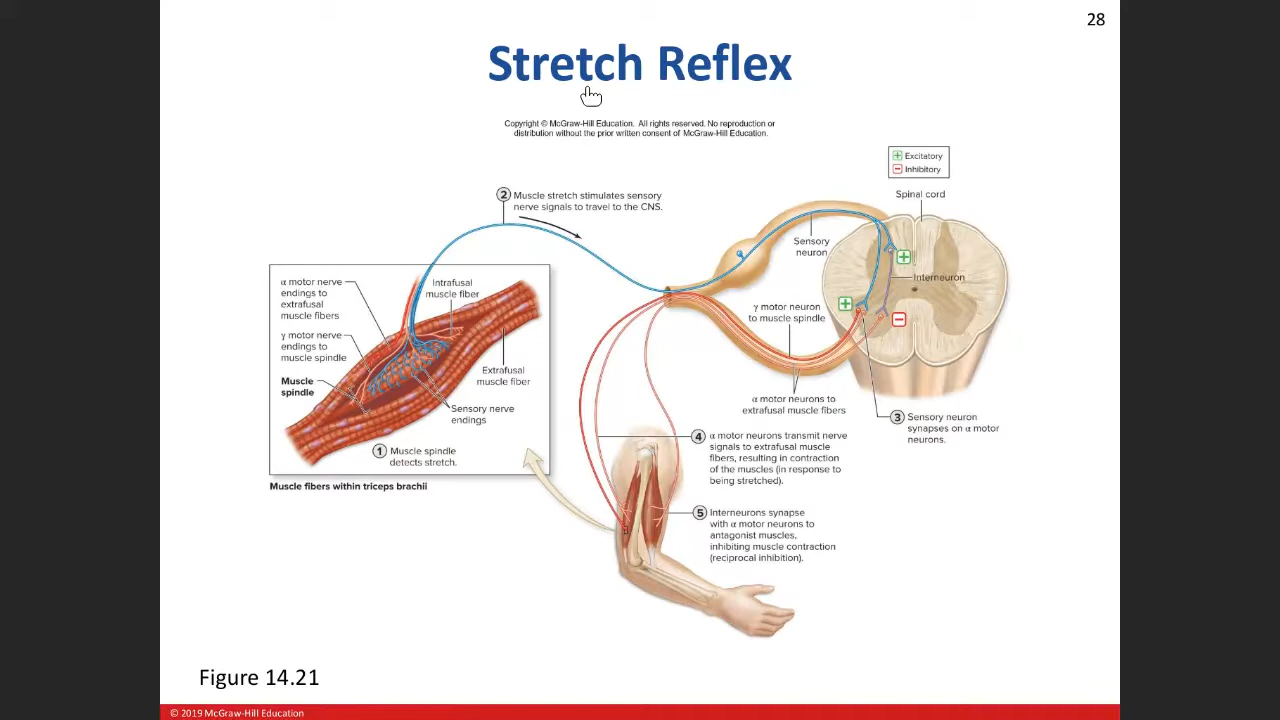 28
Stretch Reflex
Copyright © McGraw-Hill Education. All rights reserved. No reproduction or
distribution without the prior written consent of McGraw-Hill Education.
Excitatory
Inhibitory
Spinal cord
2 Muscle stretch stimulates sensory
nerve signals to travel to the CNS.
Sensory
neuron
Interneuron
α motor nerve
endings to
extrafusal
muscle fibers
Intrafusal
muscle fiber
γ motor neuron
to muscle spindle
γ motor nerve
endings to
muscle spindle
Extrafusal
muscle fiber
Muscle
spindle
Sensory nerve
endings
α motor neurons to
extrafusal muscle fibers
3 Sensory neuron
synapses on α motor
neurons.
1 Muscle spindle
detects stretch.
Muscle fibers within triceps brachii
4 α motor neurons transmit nerve
signals to extrafusal muscle
fibers, resulting in contraction
of the muscles (in response to
being stretched).
5 Interneurons synapse
with α motor neurons to
antagonist muscles,
inhibiting muscle contraction
(reciprocal inhibition).
Figure 14.21
© 2019 McGraw-Hill Education